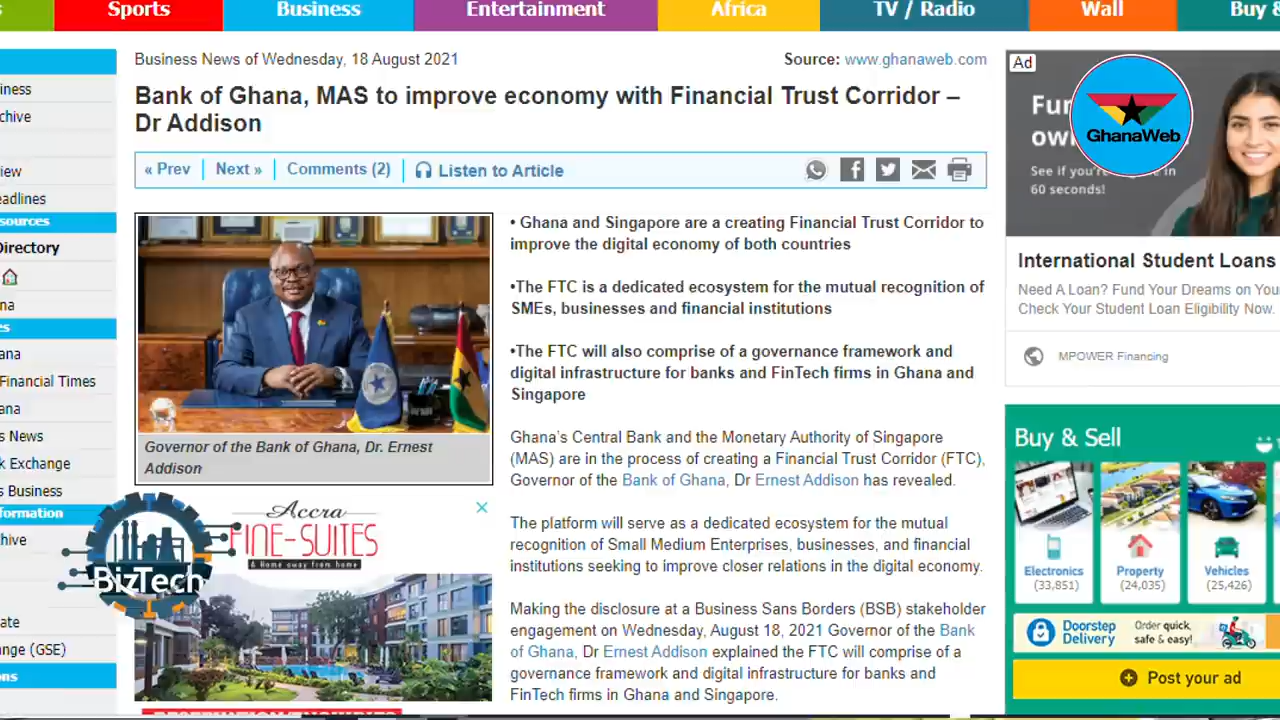 Sports
Business
Entertainment
Africa
TV / Radio
Wall
Buy &
Business News of Wednesday, 18 August 2021
Source: www.ghanaweb.com
Bank of Ghana, MAS to improve economy with Financial Trust Corridor –
Dr Addison
« Prev
Next »
Comments (2)
Listen to Article
• Ghana and Singapore are a creating Financial Trust Corridor to
improve the digital economy of both countries
•The FTC is a dedicated ecosystem for the mutual recognition of
SMEs, businesses and financial institutions
•The FTC will also comprise of a governance framework and
digital infrastructure for banks and FinTech firms in Ghana and
Singapore
Governor of the Bank of Ghana, Dr. Ernest
Addison
Ghana's Central Bank and the Monetary Authority of Singapore
(MAS) are in the process of creating a Financial Trust Corridor (FTC),
Governor of the Bank of Ghana, Dr Ernest Addison has revealed.
The platform will serve as a dedicated ecosystem for the mutual
recognition of Small Medium Enterprises, businesses, and financial
institutions seeking to improve closer relations in the digital economy.
Making the disclosure at a Business Sans Borders (BSB) stakeholder
engagement on Wednesday, August 18, 2021 Governor of the Bank
of Ghana, Dr Ernest Addison explained the FTC will comprise of a
governance framework and digital infrastructure for banks and
FinTech firms in Ghana and Singapore.
Accra
FINE-SUITES
A Home away from home
BizTech
iness
chive
iew
eadlines
sources
Directory
na
es
ana
Financial Times
ana
s News
k Exchange
s Business
formation
hive
ate
nge (GSE)
ons
Ad
GhanaWeb
See if you're in
60 seconds!
International Student Loans
Need A Loan? Fund Your Dreams on You
Check Your Student Loan Eligibility Now.
MPOWER Financing
Buy & Sell
Electronics
(33,851)
Property
(24,035)
Vehicles
(25,426)
Doorstep
Delivery
Order quick,
safe & easy!
Post your ad